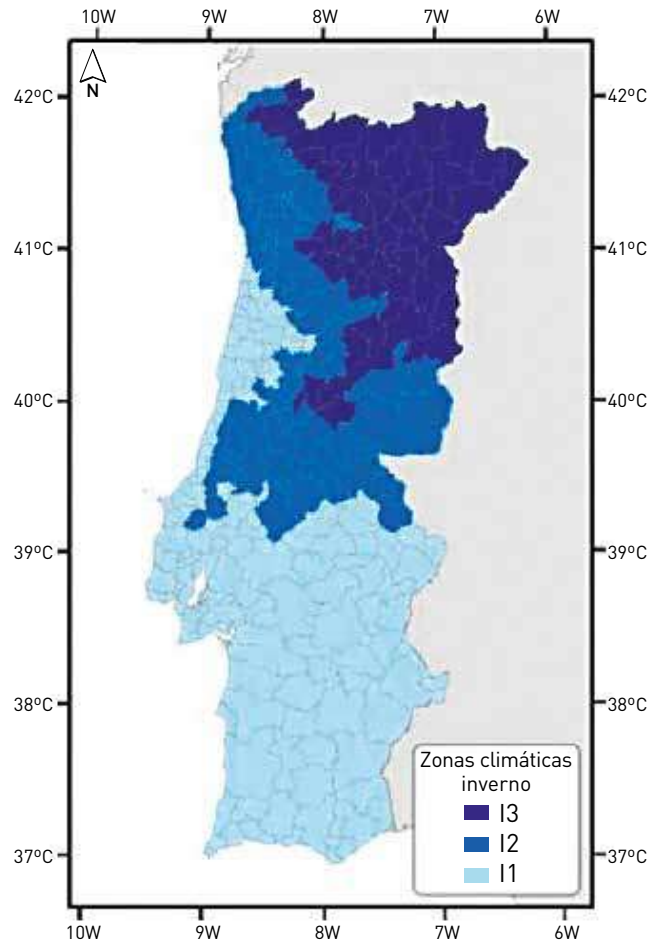 10W 9W 8W 7W 6W
N
42ºC 42ºC
41ºC 41ºC
40ºC 40ºC
39ºC 39ºC
38ºC 38ºC
Zonas climáticas
inverno
I3
I2
I1
37ºC 37ºC
10W 9W 8W 7W 6W